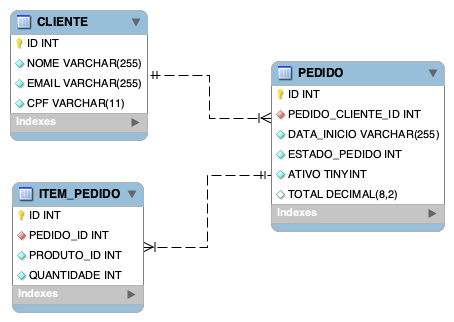 CLIENTE
ID INT
NOME VARCHAR(255)
EMAIL VARCHAR(255)
CPF VARCHAR(11)
Indexes
PEDIDO
ID INT
PEDIDO_CLIENTE_ID INT
DATA_INICIO VARCHAR(255)
ESTADO_PEDIDO INT
ATIVO TINYINT
TOTAL DECIMAL(8,2)
Indexes
ITEM_PEDIDO
ID INT
PEDIDO_ID INT
PRODUTO_ID INT
QUANTIDADE INT
Indexes